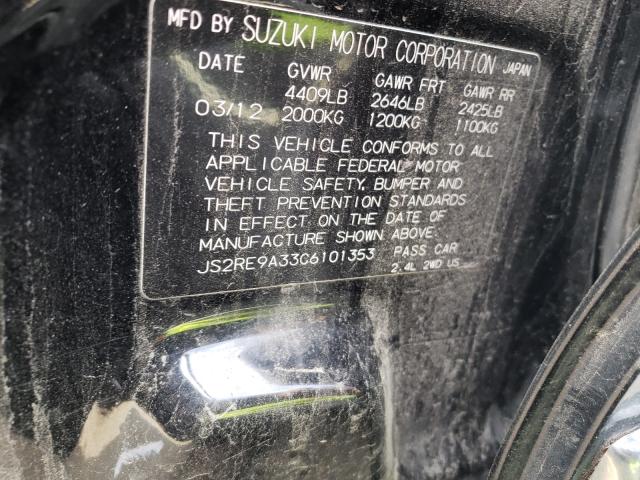 MFD BY SUZUKI MOTOR CORPORATION JAPAN
DATE GVWR GAWR FRT GAWR RR
4409LB 2646LB 2425LB
03/12 2000KG 1200KG 1100KG
THIS VEHICLE CONFORMS TO ALL
APPLICABLE FEDERAL MOTOR
VEHICLE SAFETY, BUMPER AND
THEFT PREVENTION STANDARDS
IN EFFECT ON THE DATE OF
MANUFACTURE SHOWN ABOVE.
JS2RE9A33C6101353 PASS CAR
2.4L 2WD US